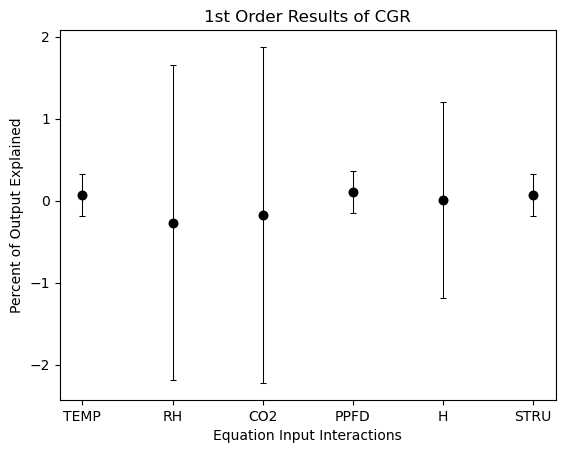 1st Order Results of CGR
Percent of Output Explained
2
1
0
−1
−2
TEMP RH CO2 PPFD H STRU
Equation Input Interactions